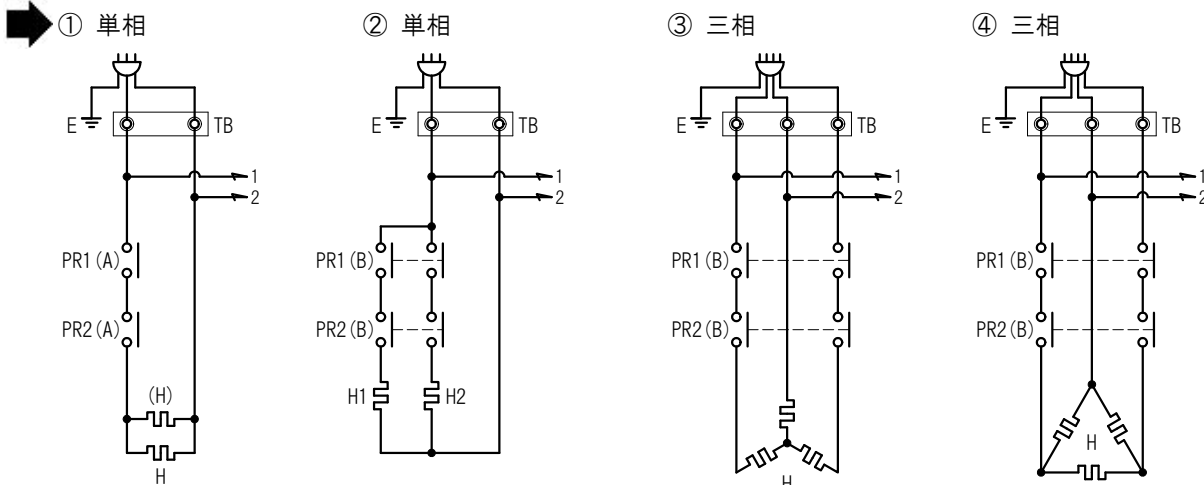 ① 単相
E
TB
1
2
PR1(A)
PR2(A)
(H)
H
② 単相
E
TB
1
2
PR1(B)
PR2(B)
H1
H2
③ 三相
E
TB
1
2
PR1(B)
PR2(B)
H
④ 三相
E
TB
1
2
PR1(B)
PR2(B)
H